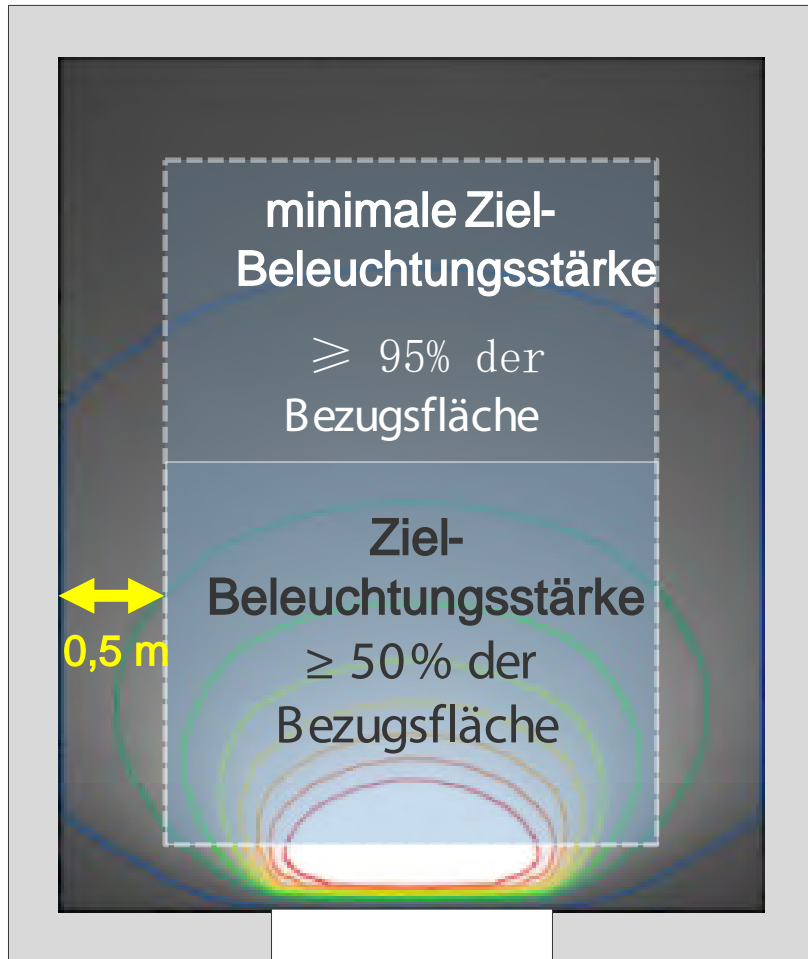 minimale Ziel-
Beleuchtungsstärke
≥ 95% der
Bezugsfläche
Ziel-
Beleuchtungsstärke
≥ 50% der
Bezugsfläche
0,5 m